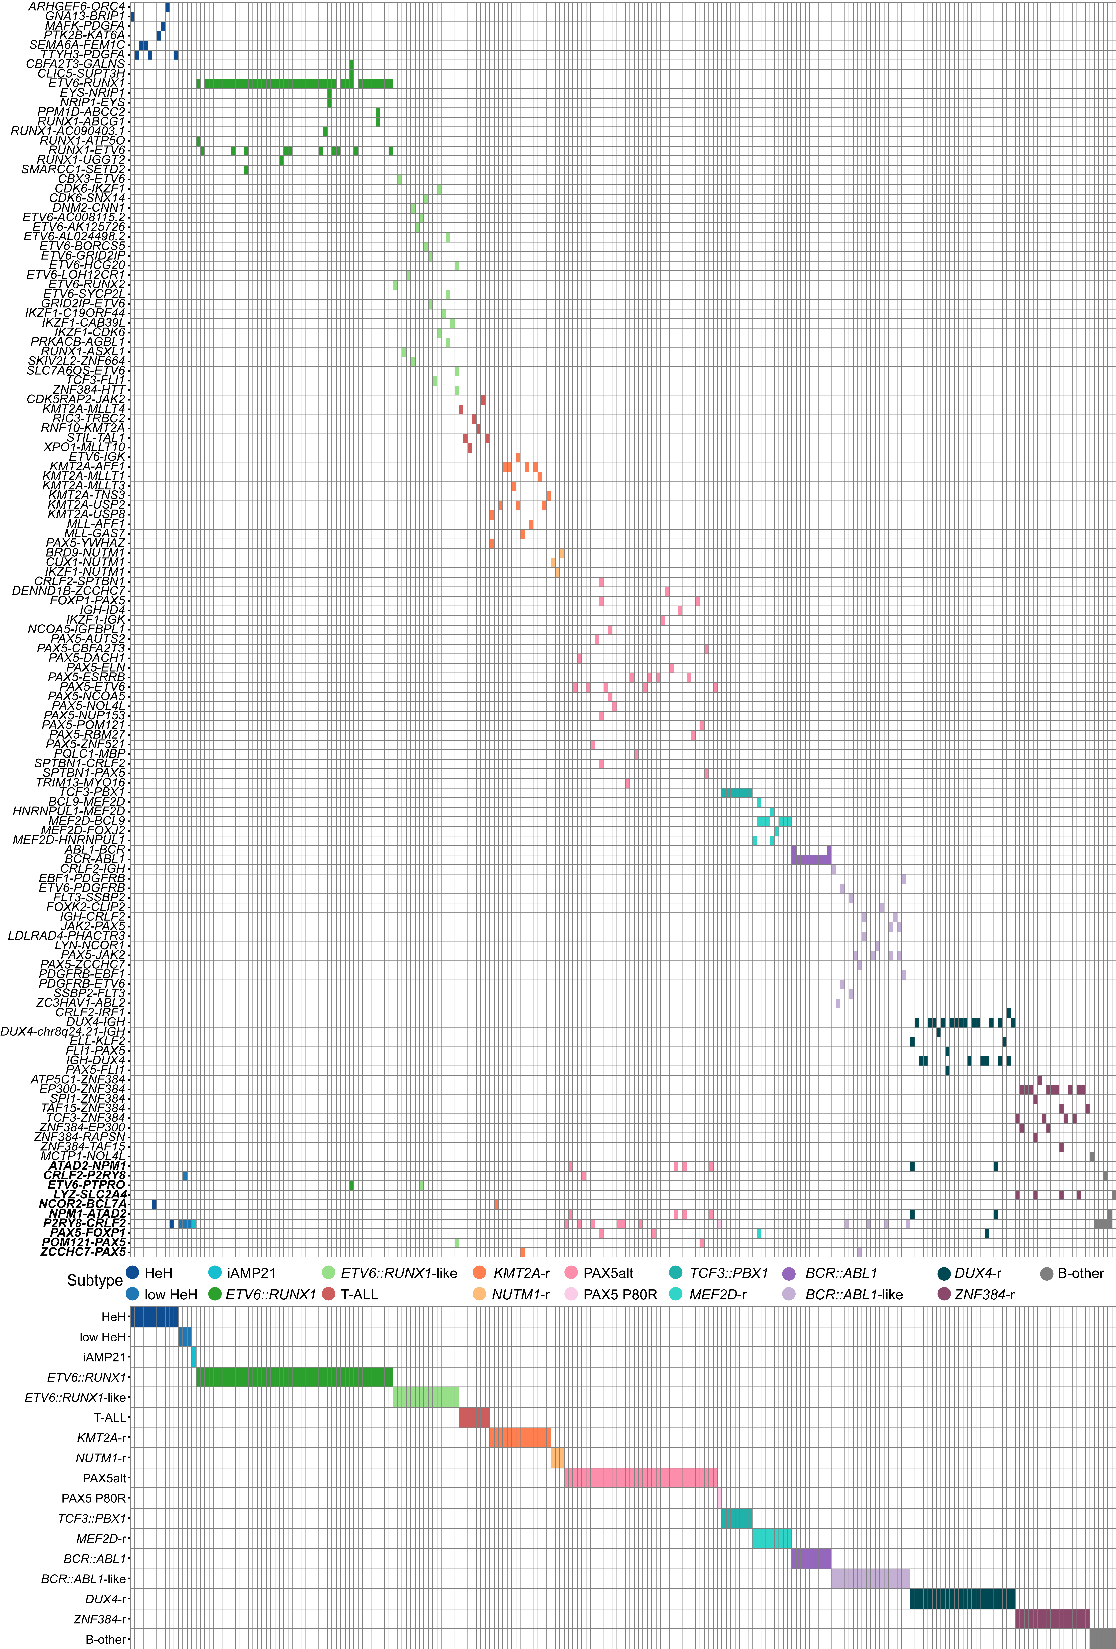 ARHGEF6-ORC4
GNA13-BRIP1
MAFK-PDGFA
PTK2B-KAT6A
SEMA6A-FEM1C
TTYH3-PDGFA
CBFA2T3-GALNS
CLIC5-SUPT3H
ETV6-RUNX1
EYS-NRIP1
NRIP1-EYS
PPM1D-ABCC2
RUNX1-ABCG1
RUNX1-AC090403.1
RUNX1-ATP5O
RUNX1-ETV6
RUNX1-UGGT2
SMARCC1-SETD2
CBX3-ETV6
CDK6-IKZF1
CDK6-SNX14
DNM2-CNN1
ETV6-AC008115.2
ETV6-AK125726
ETV6-AL024498.2
ETV6-BORCS5
ETV6-GRID2IP
ETV6-HCG20
ETV6-LOH12CR1
ETV6-RUNX2
ETV6-SYCP2L
GRID2IP-ETV6
IKZF1-C19ORF44
IKZF1-CAB39L
IKZF1-CDK6
PRKACB-AGBL1
RUNX1-ASXL1
SKIV2L2-ZNF664
SLC7A6OS-ETV6
TCF3-FLI1
ZNF384-HTT
CDK5RAP2-JAK2
KMT2A-MLLT4
RIC3-TRBC2
RNF10-KMT2A
STIL-TAL1
XPO1-MLLT10
ETV6-IGK
KMT2A-AFF1
KMT2A-MLLT1
KMT2A-MLLT3
KMT2A-TNS3
KMT2A-USP2
KMT2A-USP8
MLL-AFF1
MLL-GAS7
PAX5-YWHAZ
BRD9-NUTM1
CUX1-NUTM1
IKZF1-NUTM1
CRLF2-SPTBN1
DENND1B-ZCCHC7
FOXP1-PAX5
IGH-ID4
IKZF1-IGK
NCOA5-IGFBPL1
PAX5-AUTS2
PAX5-CBFA2T3
PAX5-DACH1
PAX5-ELN
PAX5-ESRRB
PAX5-ETV6
PAX5-NCOA5
PAX5-NOL4L
PAX5-NUP153
PAX5-POM121
PAX5-RBM27
PAX5-ZNF521
PQLC1-MBP
SPTBN1-CRLF2
SPTBN1-PAX5
TRIM13-MYO16
TCF3-PBX1
BCL9-MEF2D
HNRNPUL1-MEF2D
MEF2D-BCL9
MEF2D-FOXJ2
MEF2D-HNRNPUL1
ABL1-BCR
BCR-ABL1
CRLF2-IGH
EBF1-PDGFRB
ETV6-PDGFRB
FLT3-SSBP2
FOXK2-CLIP2
IGH-CRLF2
JAK2-PAX5
LDLRAD4-PHACTR3
LYN-NCOR1
PAX5-JAK2
PAX5-ZCCHC7
PDGFRB-EBF1
PDGFRB-ETV6
SSBP2-FLT3
ZC3HAV1-ABL2
CRLF2-IRF1
DUX4-IGH
DUX4-chr8q24.21-IGH
ELL-KLF2
FLI1-PAX5
IGH-DUX4
PAX5-FLI1
ATP5C1-ZNF384
EP300-ZNF384
SPI1-ZNF384
TAF15-ZNF384
TCF3-ZNF384
ZNF384-EP300
ZNF384-RAPSN
ZNF384-TAF15
MCTP1-NOL4L
ATAD2-NPM1
CRLF2-P2RY8
ETV6-PTPRO
LYZ-SLC2A4
NCOR2-BCL7A
NPM1-ATAD2
P2RY8-CRLF2
PAX5-FOXP1
POM121-PAX5
ZCCHC7-PAX5
Subtype HeH iAMP21 ETV6::RUNX1-like KMT2A-r PAX5alt TCF3::PBX1 BCR::ABL1 DUX4-r B-other
low HeH ETV6::RUNX1 T-ALL NUTM1-r PAX5 P80R MEF2D-r BCR::ABL1-like ZNF384-r
HeH
low HeH
iAMP21
ETV6::RUNX1
ETV6::RUNX1-like
T-ALL
KMT2A-r
NUTM1-r
PAX5alt
PAX5 P80R
TCF3::PBX1
MEF2D-r
BCR::ABL1
BCR::ABL1-like
DUX4-r
ZNF384-r
B-other